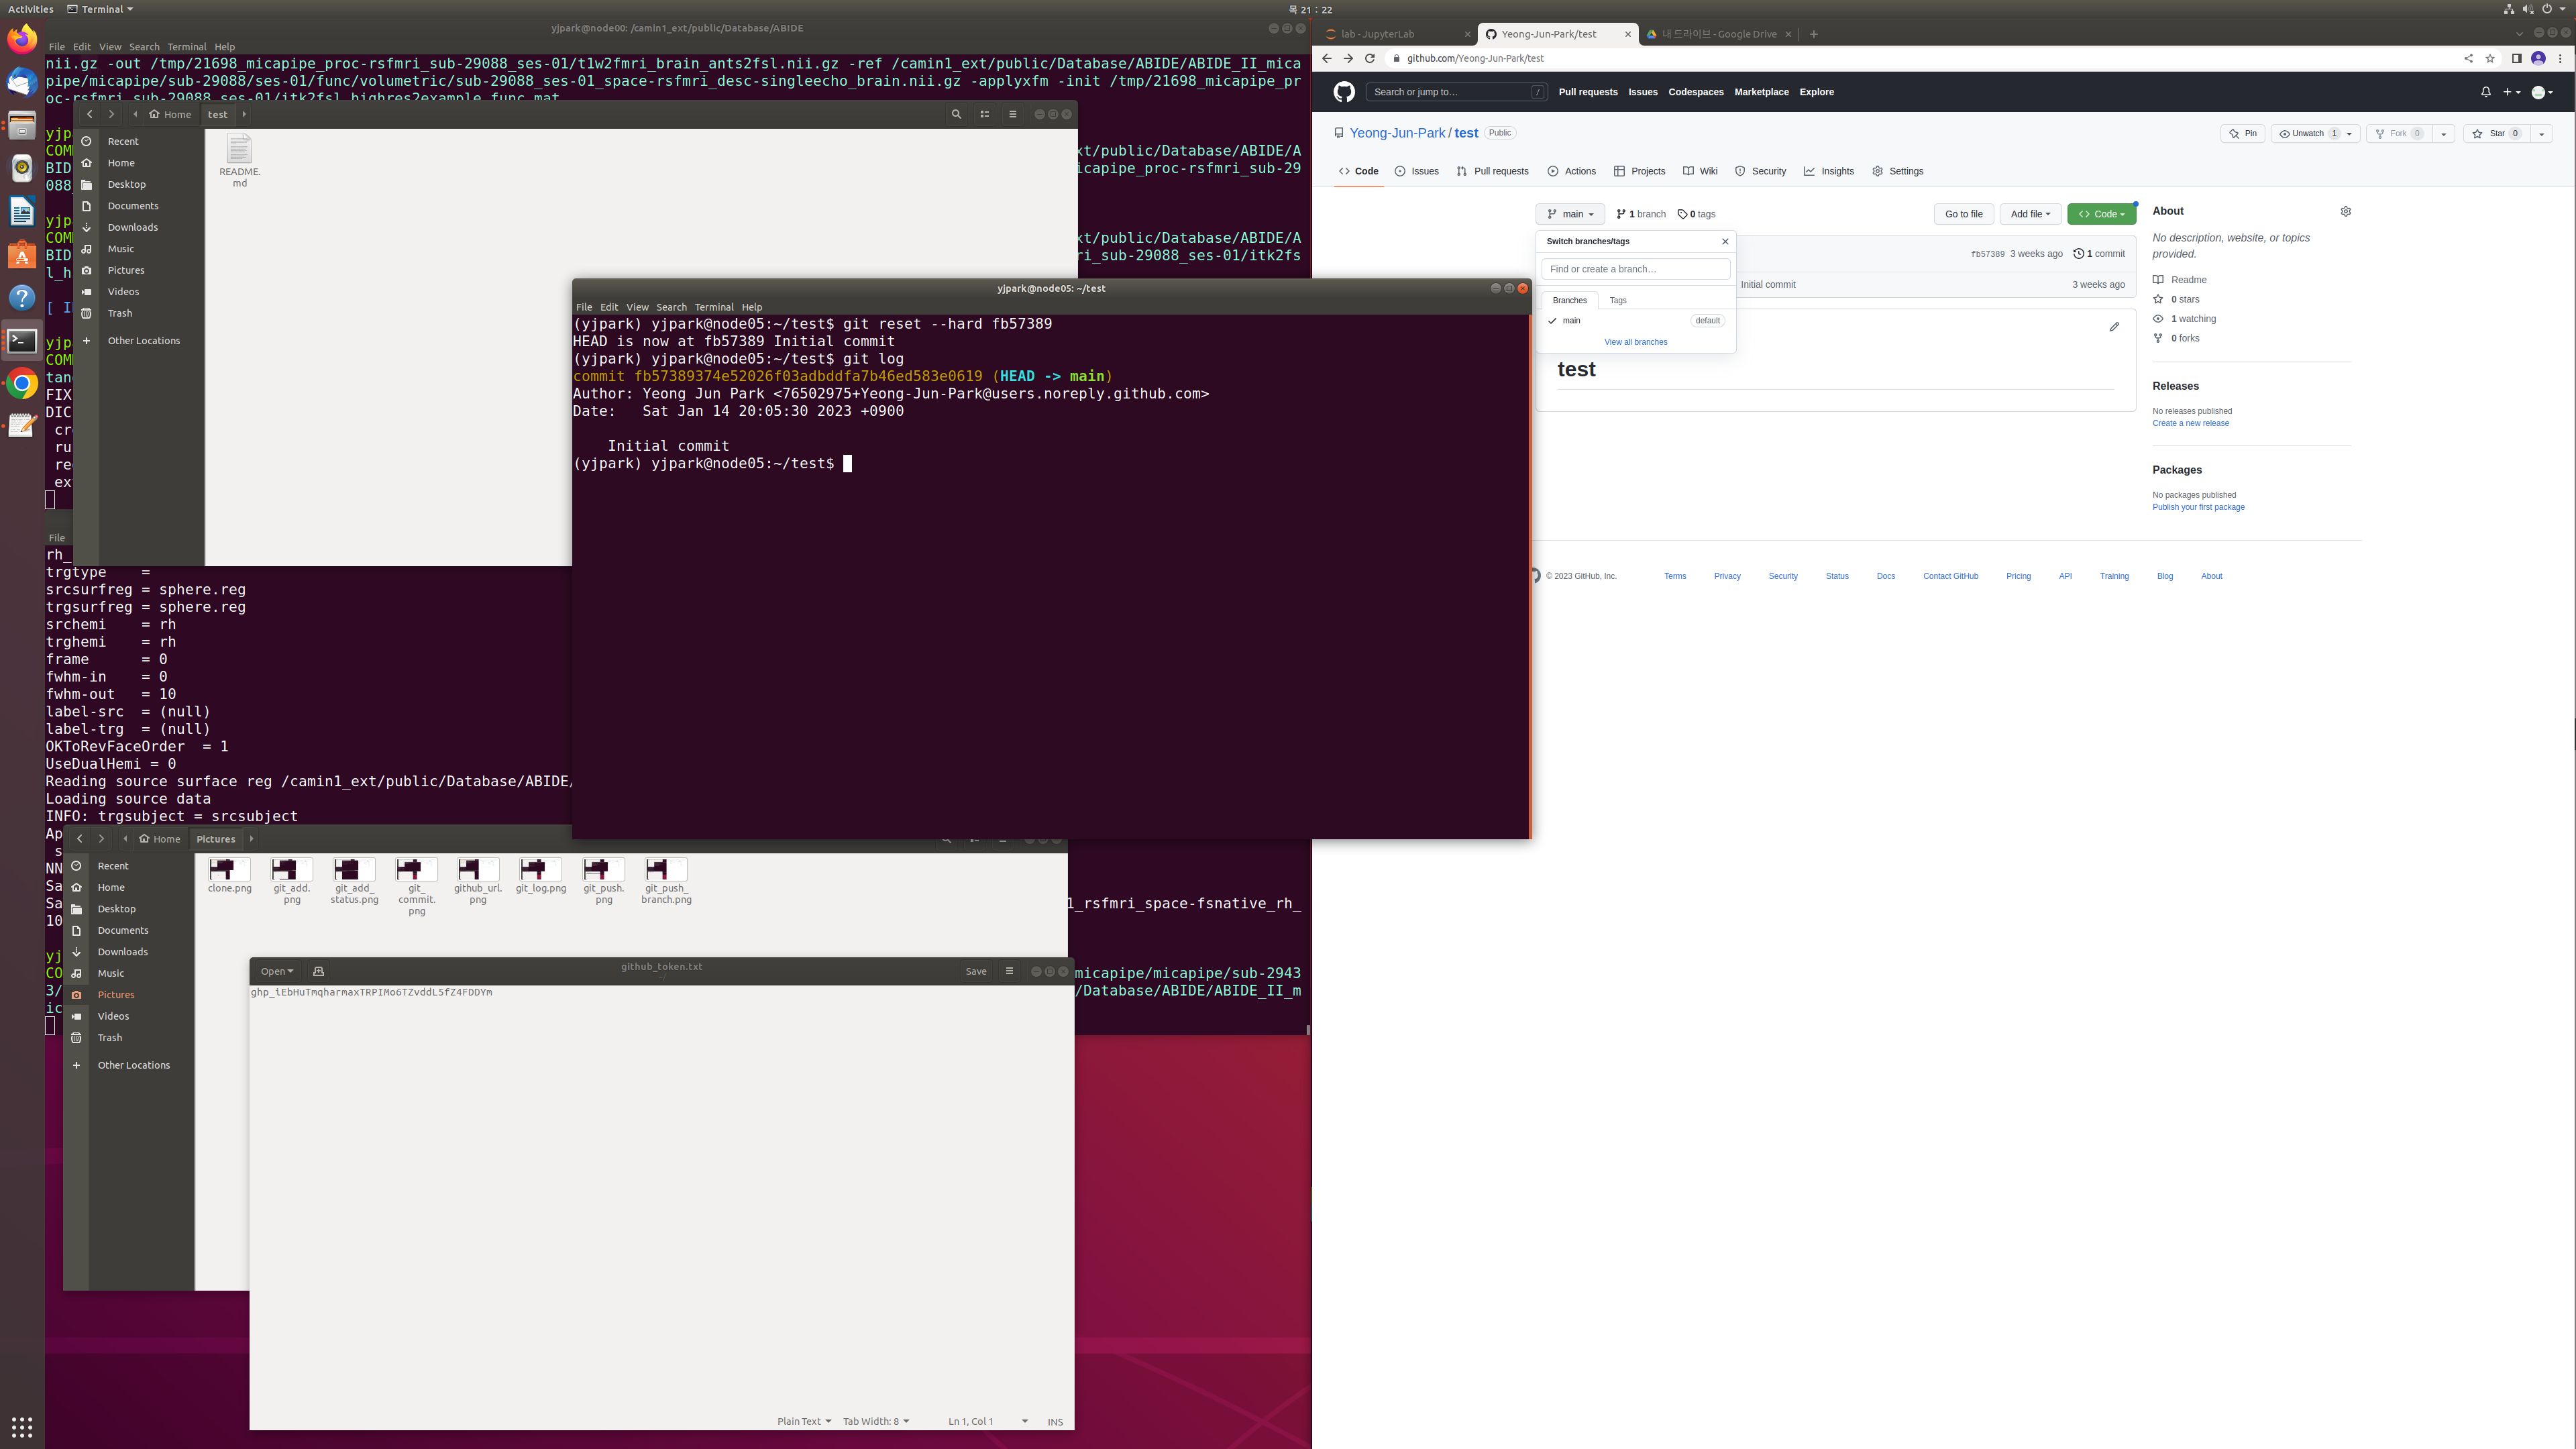 Activities
Terminal
목 21 : 22
yjpark@node00: /camin1_ext/public/Database/ABIDE
File Edit View Search Terminal Help
nii.gz -out /tmp/21698_micapipe_proc-rsfmri_sub-29088_ses-01/t1w2fmri_brain_ants2fsl.nii.gz -ref /camin1_ext/public/Database/ABIDE/ABIDE_II_mica
pipe/micapipe/sub-29088/ses-01/func/volumetric/sub-29088_ses-01_space-rsfmri_desc-singleecho_brain.nii.gz -applyxfm -init /tmp/21698_micapipe_pr
oc-rsfmri_sub-29088_ses-01/itk2fsl_highres2example_func.mat
ext/public/Database/ABIDE/A
icapipe_proc-rsfmri_sub-29
088_
ext/public/Database/ABIDE/A
ri_sub-29088_ses-01/itk2fs
Home
test
Recent
Home
Desktop
Documents
Downloads
Music
Pictures
Videos
Trash
Other Locations
README.
md
File
rh_
trgtype    =
srcsurfreg = sphere.reg
trgsurfreg = sphere.reg
srchemi    = rh
trghemi    = rh
frame      = 0
fwhm-in    = 0
fwhm-out   = 10
label-src  = (null)
label-trg  = (null)
OKToRevFaceOrder  = 1
UseDualHemi = 0
Reading source surface reg /camin1_ext/public/Database/ABIDE/
Loading source data
INFO: trgsubject = srcsubject
1_rsfmri_space-fsnative_rh_
10
micapipe/micapipe/sub-2943
3/
/Database/ABIDE/ABIDE_II_m
ic
yjpark@node05: ~/test
File Edit View Search Terminal Help
(yjpark) yjpark@node05:~/test$ git reset --hard fb57389
HEAD is now at fb57389 Initial commit
(yjpark) yjpark@node05:~/test$ git log
commit fb57389374e52026f03adbddfa7b46ed583e0619 (HEAD -> main)
Author: Yeong Jun Park <76502975+Yeong-Jun-Park@users.noreply.github.com>
Date:   Sat Jan 14 20:05:30 2023 +0900
Initial commit
(yjpark) yjpark@node05:~/test$
Home
Pictures
Recent
Home
Desktop
Documents
Downloads
Music
Pictures
Videos
Trash
Other Locations
clone.png
git_add.
png
git_add_
status.png
git_
commit.
png
github_url.
png
git_log.png
git_push.
png
git_push_
branch.png
Open
github_token.txt
~/
Save
Plain Text
Tab Width: 8
Ln 1, Col 1
INS
lab - JupyterLab
Yeong-Jun-Park/test
내 드라이브 - Google Drive
github.com/Yeong-Jun-Park/test
Search or jump to…
/
Pull requests Issues Codespaces Marketplace Explore
Yeong-Jun-Park / test
Public
Pin
Unwatch 1
Fork 0
Star 0
Code
Issues
Pull requests
Actions
Projects
Wiki
Security
Insights
Settings
main
1 branch
0 tags
Go to file
Add file
Code
Switch branches/tags
Find or create a branch…
Branches
Tags
main
default
View all branches
fb57389 3 weeks ago
1 commit
Initial commit
3 weeks ago
test
About
No description, website, or topics
provided.
Readme
0 stars
1 watching
0 forks
Releases
No releases published
Create a new release
Packages
No packages published
Publish your first package
© 2023 GitHub, Inc.
Terms
Privacy
Security
Status
Docs
Contact GitHub
Pricing
API
Training
Blog
About